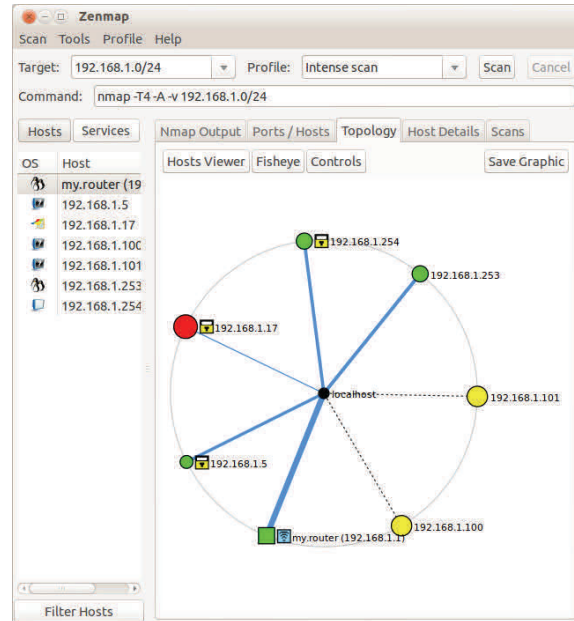 Zenmap
Scan Tools Profile Help
Target: 192.168.1.0/24 Profile: Intense scan Scan Cancel
Command: nmap -T4 -A -v 192.168.1.0/24
Hosts Services Nmap Output Ports / Hosts Topology Host Details Scans
OS Host
my.router (19
192.168.1.5
192.168.1.17
192.168.1.100
192.168.1.101
192.168.1.253
192.168.1.254
Filter Hosts
Hosts Viewer Fisheye Controls Save Graphic
192.168.1.254
192.168.1.253
192.168.1.17
localhost
192.168.1.101
192.168.1.5
192.168.1.100
my.router (192.168.1.1)